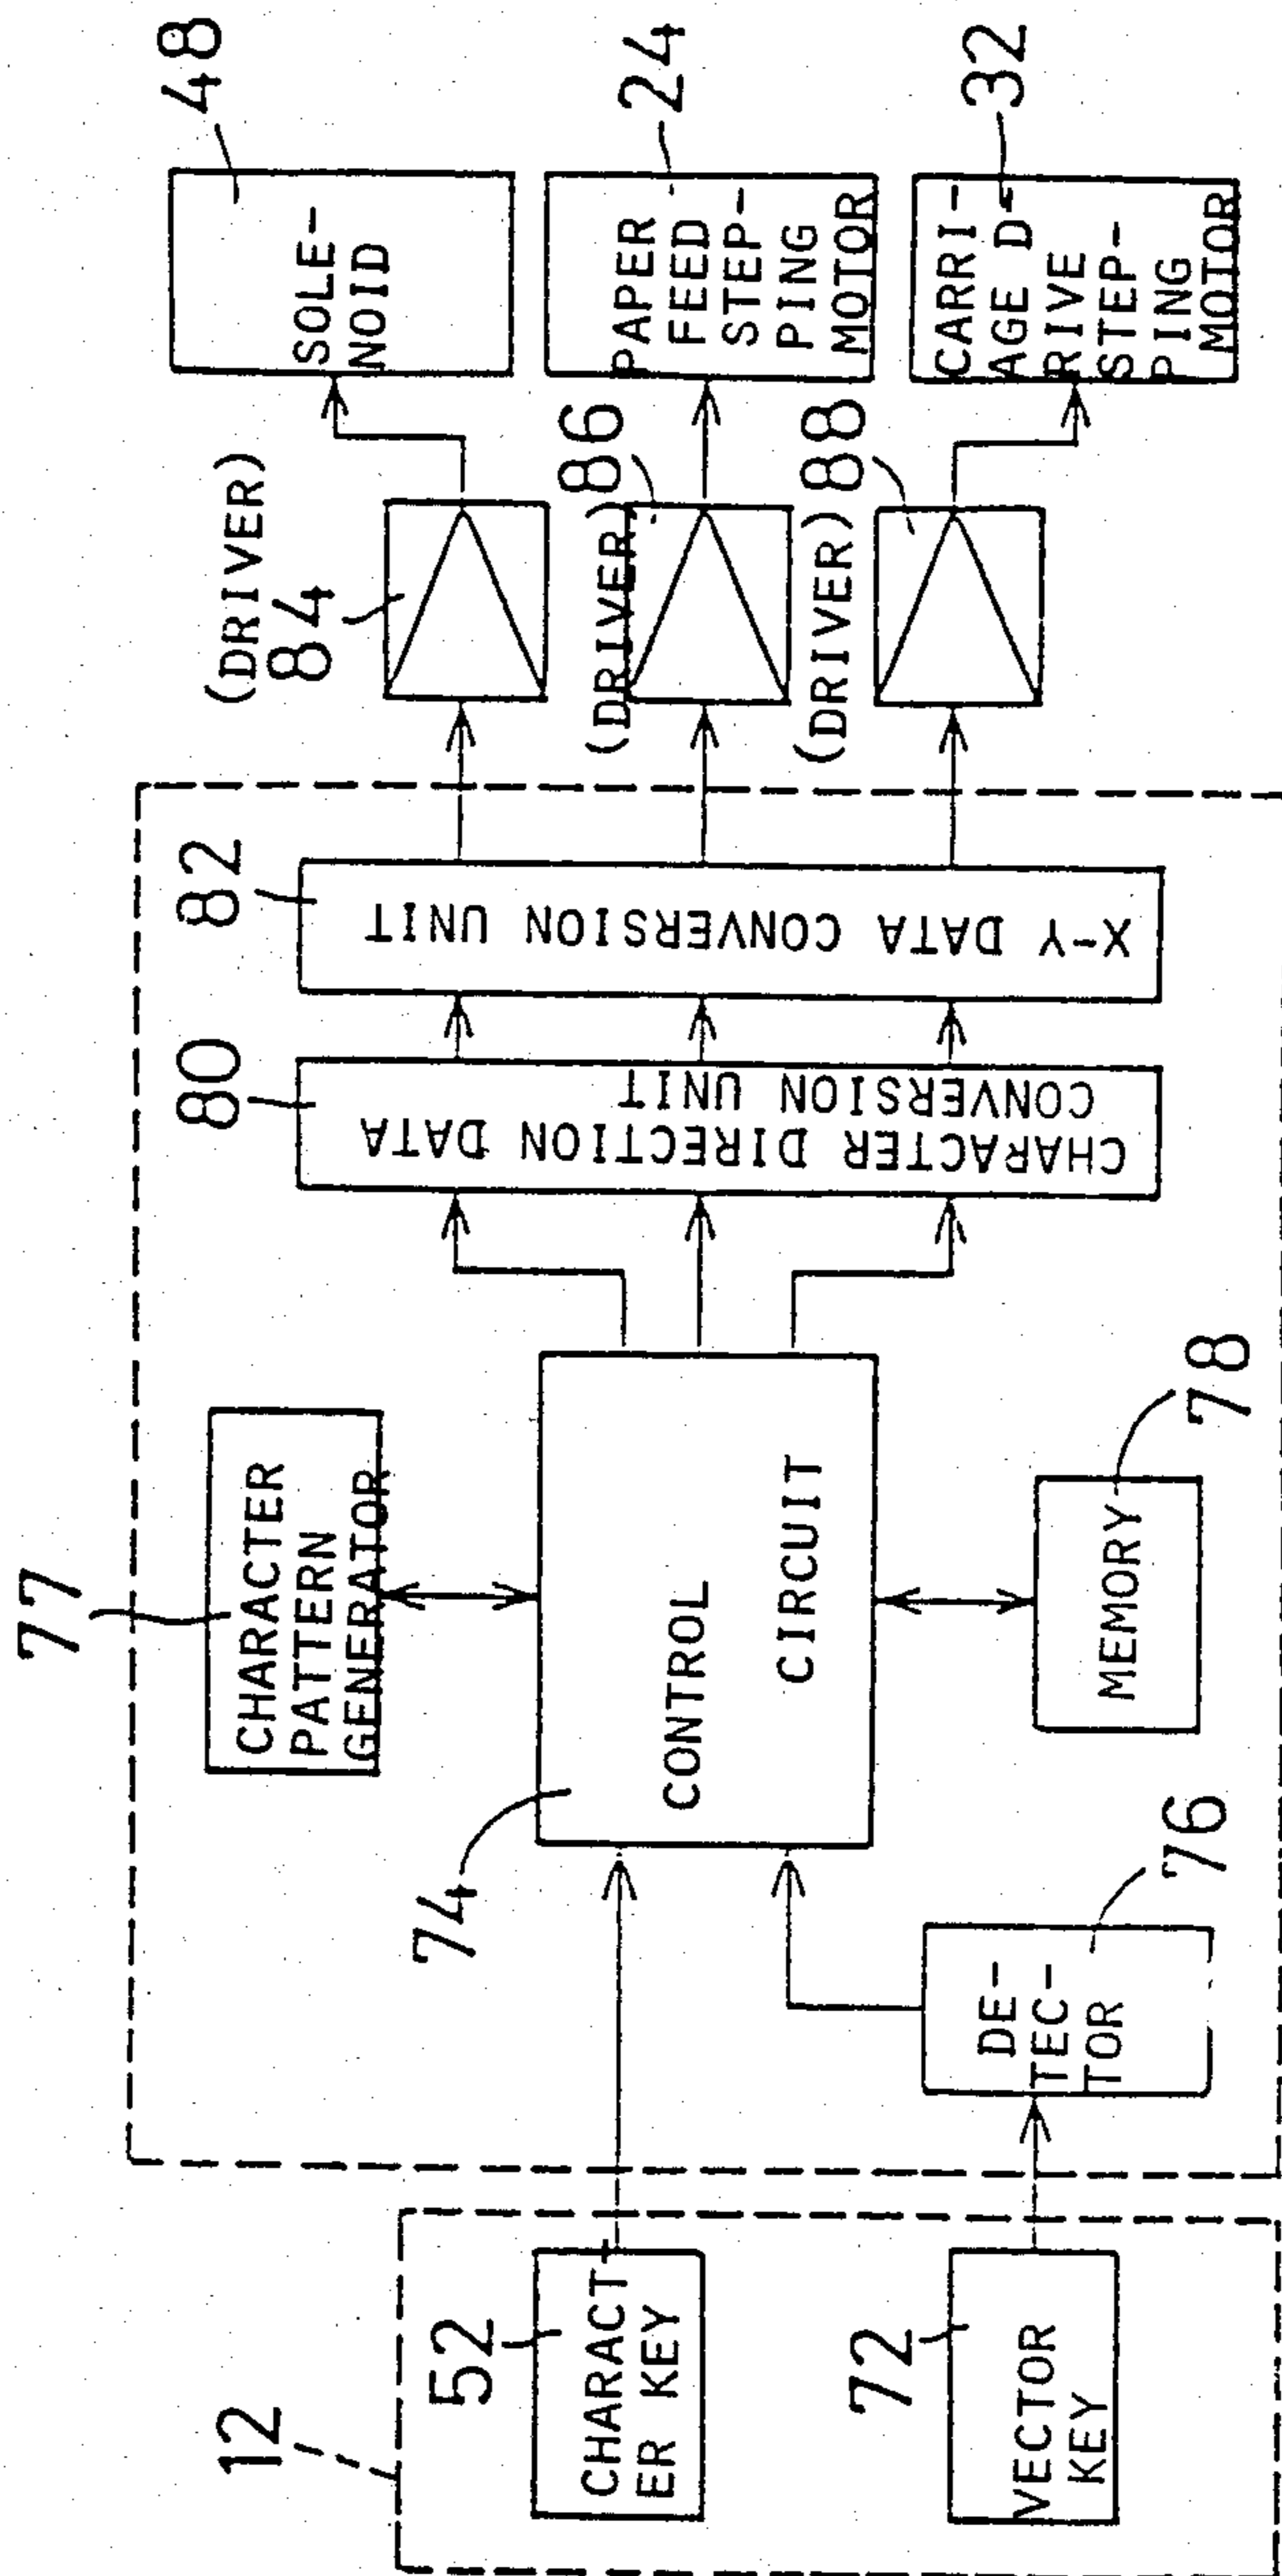 12
52
CHARACT-
ER KEY
72
VECTOR
KEY
77
CHARACTER
PATTERN
GENERATOR
74
CONTROL
CIRCUIT
DE-
TEC-
TOR
76
MEMORY
78
80
CHARACTER DIRECTION DATA
CONVERSION UNIT
82
X-Y DATA CONVERSION UNIT
(DRIVER)
84
(DRIVER)
86
(DRIVER)
88
48
SOLE-
NOID
24
PAPER
FEED
STEP-
PING
MOTOR
32
CARRI-
AGE D-
RIVE
STEP-
PING
MOTOR